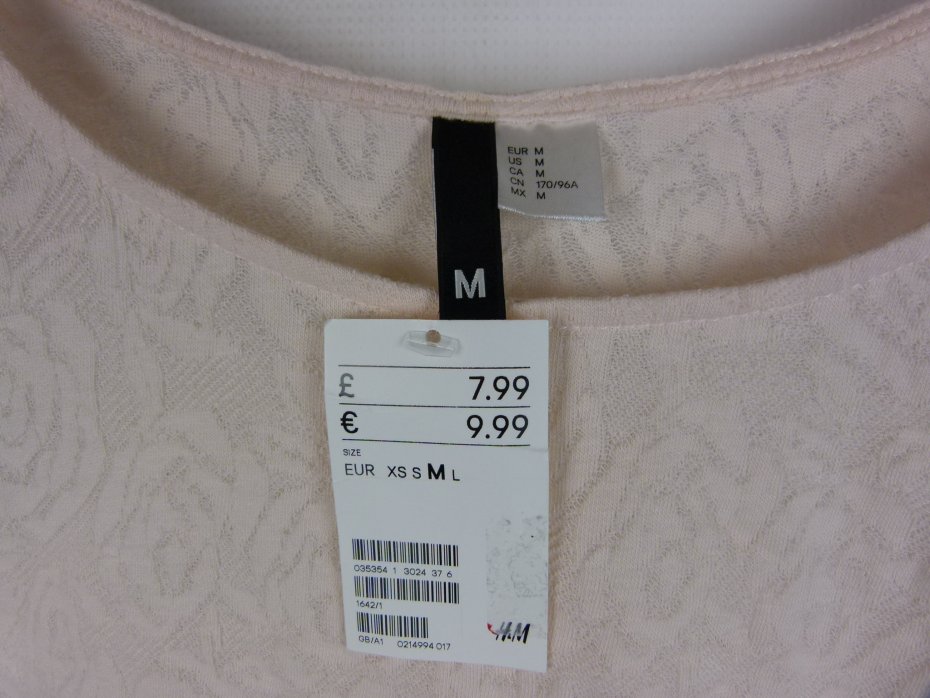 EUR M
US M
CA M
CN 170/96A
MX M
M
£ 7.99
€ 9.99
SIZE
EUR XS S M L
035354 1 3024 37 6
1642/1
GB/A1 0214994 017
H&M